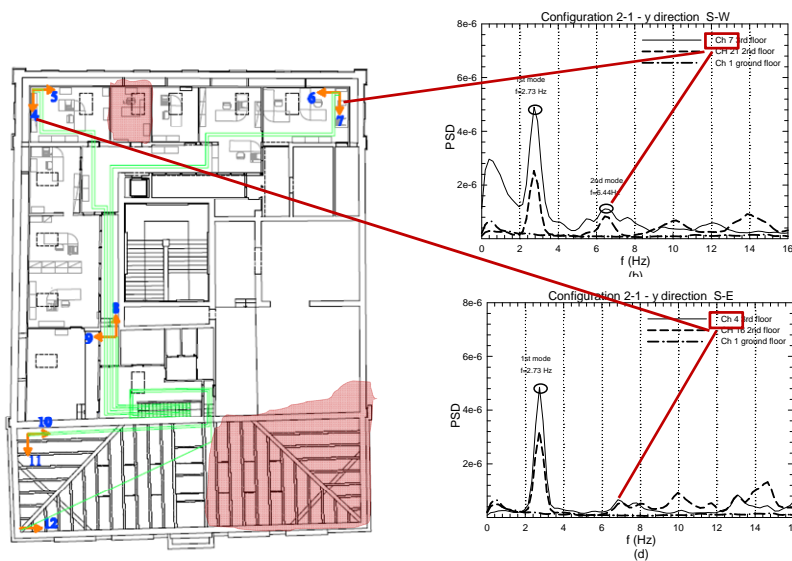 Configuration 2-1 - y direction S-W
8e-6
Ch 7 3rd floor
Ch 21 2nd floor
Ch 1 ground floor
6e-6
1st mode
f=2.73 Hz
4e-6
PSD
2e-6
2nd mode
f=6.44Hz
0 2 4 6 8 10 12 14 16
f (Hz)
5
4
6
7
8
9
10
11
12
Configuration 2-1 - y direction S-E
8e-6
Ch 4 3rd floor
Ch 18 2nd floor
Ch 1 ground floor
6e-6
1st mode
f=2.73 Hz
4e-6
PSD
2e-6
0 2 4 6 8 10 12 14 16
f (Hz)
(d)